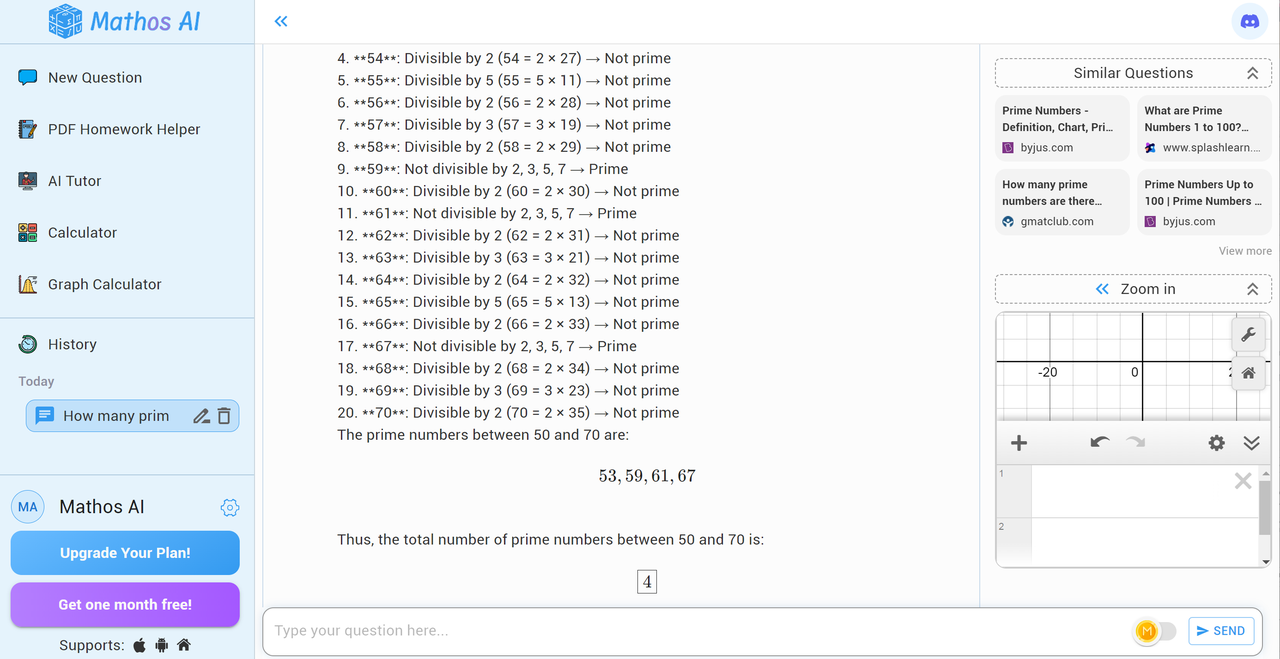 Mathos AI
New Question
PDF Homework Helper
AI Tutor
Calculator
Graph Calculator
History
Today
How many prim
MA
Mathos AI
Upgrade Your Plan!
Get one month free!
Supports:
4. **54**: Divisible by 2 (54 = 2 × 27) → Not prime
5. **55**: Divisible by 5 (55 = 5 × 11) → Not prime
6. **56**: Divisible by 2 (56 = 2 × 28) → Not prime
7. **57**: Divisible by 3 (57 = 3 × 19) → Not prime
8. **58**: Divisible by 2 (58 = 2 × 29) → Not prime
9. **59**: Not divisible by 2, 3, 5, 7 → Prime
10. **60**: Divisible by 2 (60 = 2 × 30) → Not prime
11. **61**: Not divisible by 2, 3, 5, 7 → Prime
12. **62**: Divisible by 2 (62 = 2 × 31) → Not prime
13. **63**: Divisible by 3 (63 = 3 × 21) → Not prime
14. **64**: Divisible by 2 (64 = 2 × 32) → Not prime
15. **65**: Divisible by 5 (65 = 5 × 13) → Not prime
16. **66**: Divisible by 2 (66 = 2 × 33) → Not prime
17. **67**: Not divisible by 2, 3, 5, 7 → Prime
18. **68**: Divisible by 2 (68 = 2 × 34) → Not prime
19. **69**: Divisible by 3 (69 = 3 × 23) → Not prime
20. **70**: Divisible by 2 (70 = 2 × 35) → Not prime
The prime numbers between 50 and 70 are:
53, 59, 61, 67
Thus, the total number of prime numbers between 50 and 70 is:
4
Type your question here...
M
SEND
Similar Questions
Prime Numbers -
Definition, Chart, Pri...
byjus.com
What are Prime
Numbers 1 to 100?...
www.splashlearn....
How many prime
numbers are there...
gmatclub.com
Prime Numbers Up to
100 | Prime Numbers ...
byjus.com
View more
Zoom in
-20
0
1
2